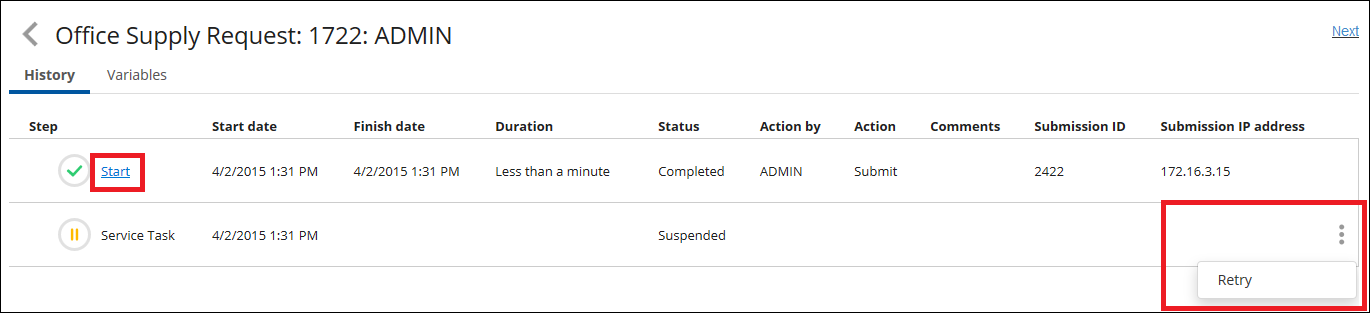 Office Supply Request: 1722: ADMIN
Next
History Variables
Step Start date Finish date Duration Status Action by Action Comments Submission ID Submission IP address
Start 4/2/2015 1:31 PM 4/2/2015 1:31 PM Less than a minute Completed ADMIN Submit 2422 172.16.3.15
Service Task 4/2/2015 1:31 PM Suspended
Retry